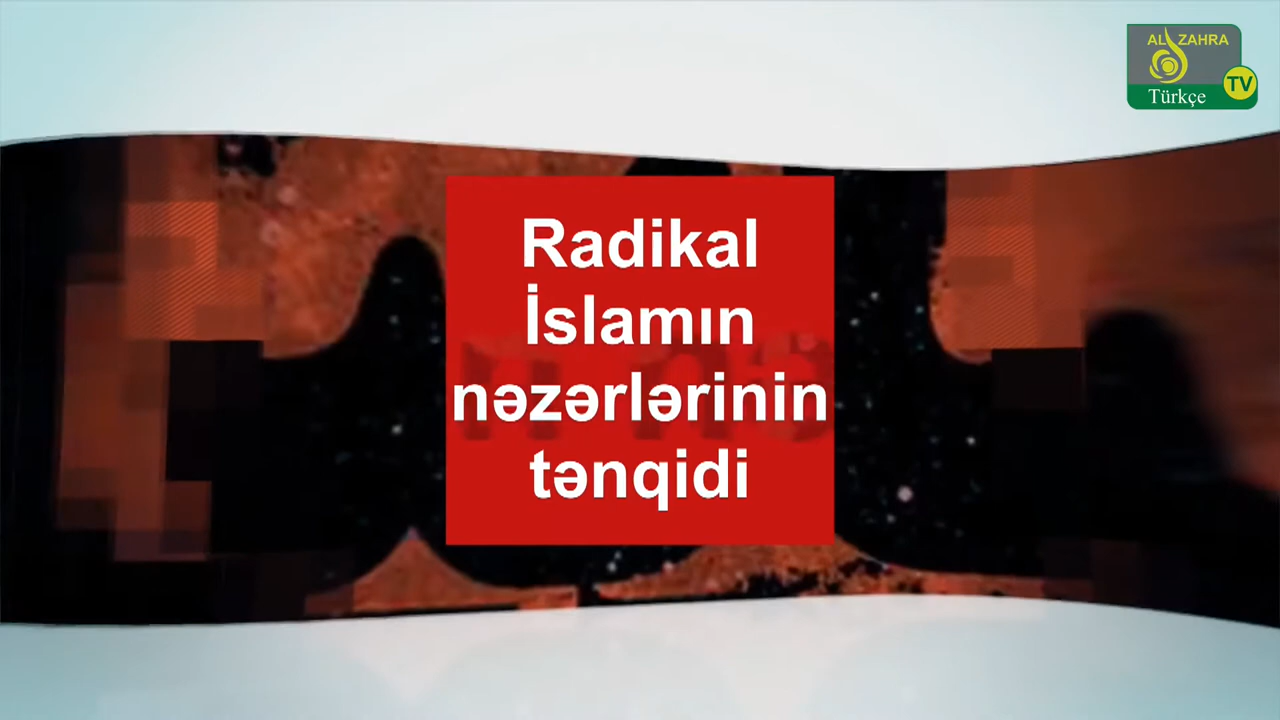 AL ZAHRA
TV
Türkçe
Radikal
İslamın
nəzərlərinin
tənqidi